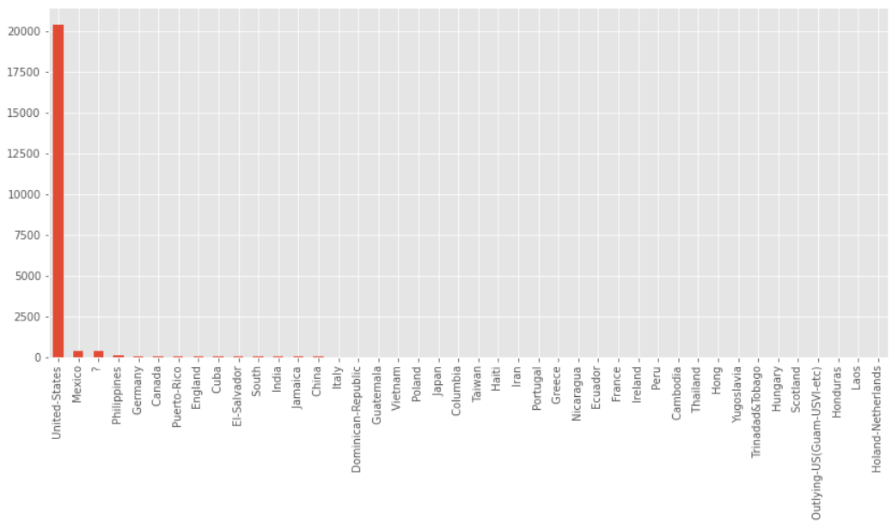 20000
17500
15000
12500
10000
7500
5000
2500
0
United-States
Mexico
?
Philippines
Germany
Canada
Puerto-Rico
England
Cuba
El-Salvador
South
India
Jamaica
China
Italy
Dominican-Republic
Guatemala
Vietnam
Poland
Japan
Columbia
Taiwan
Haiti
Iran
Portugal
Greece
Nicaragua
Ecuador
France
Ireland
Peru
Cambodia
Thailand
Hong
Yugoslavia
Trinadad&Tobago
Hungary
Scotland
Outlying-US(Guam-USVI-etc)
Honduras
Laos
Holand-Netherlands